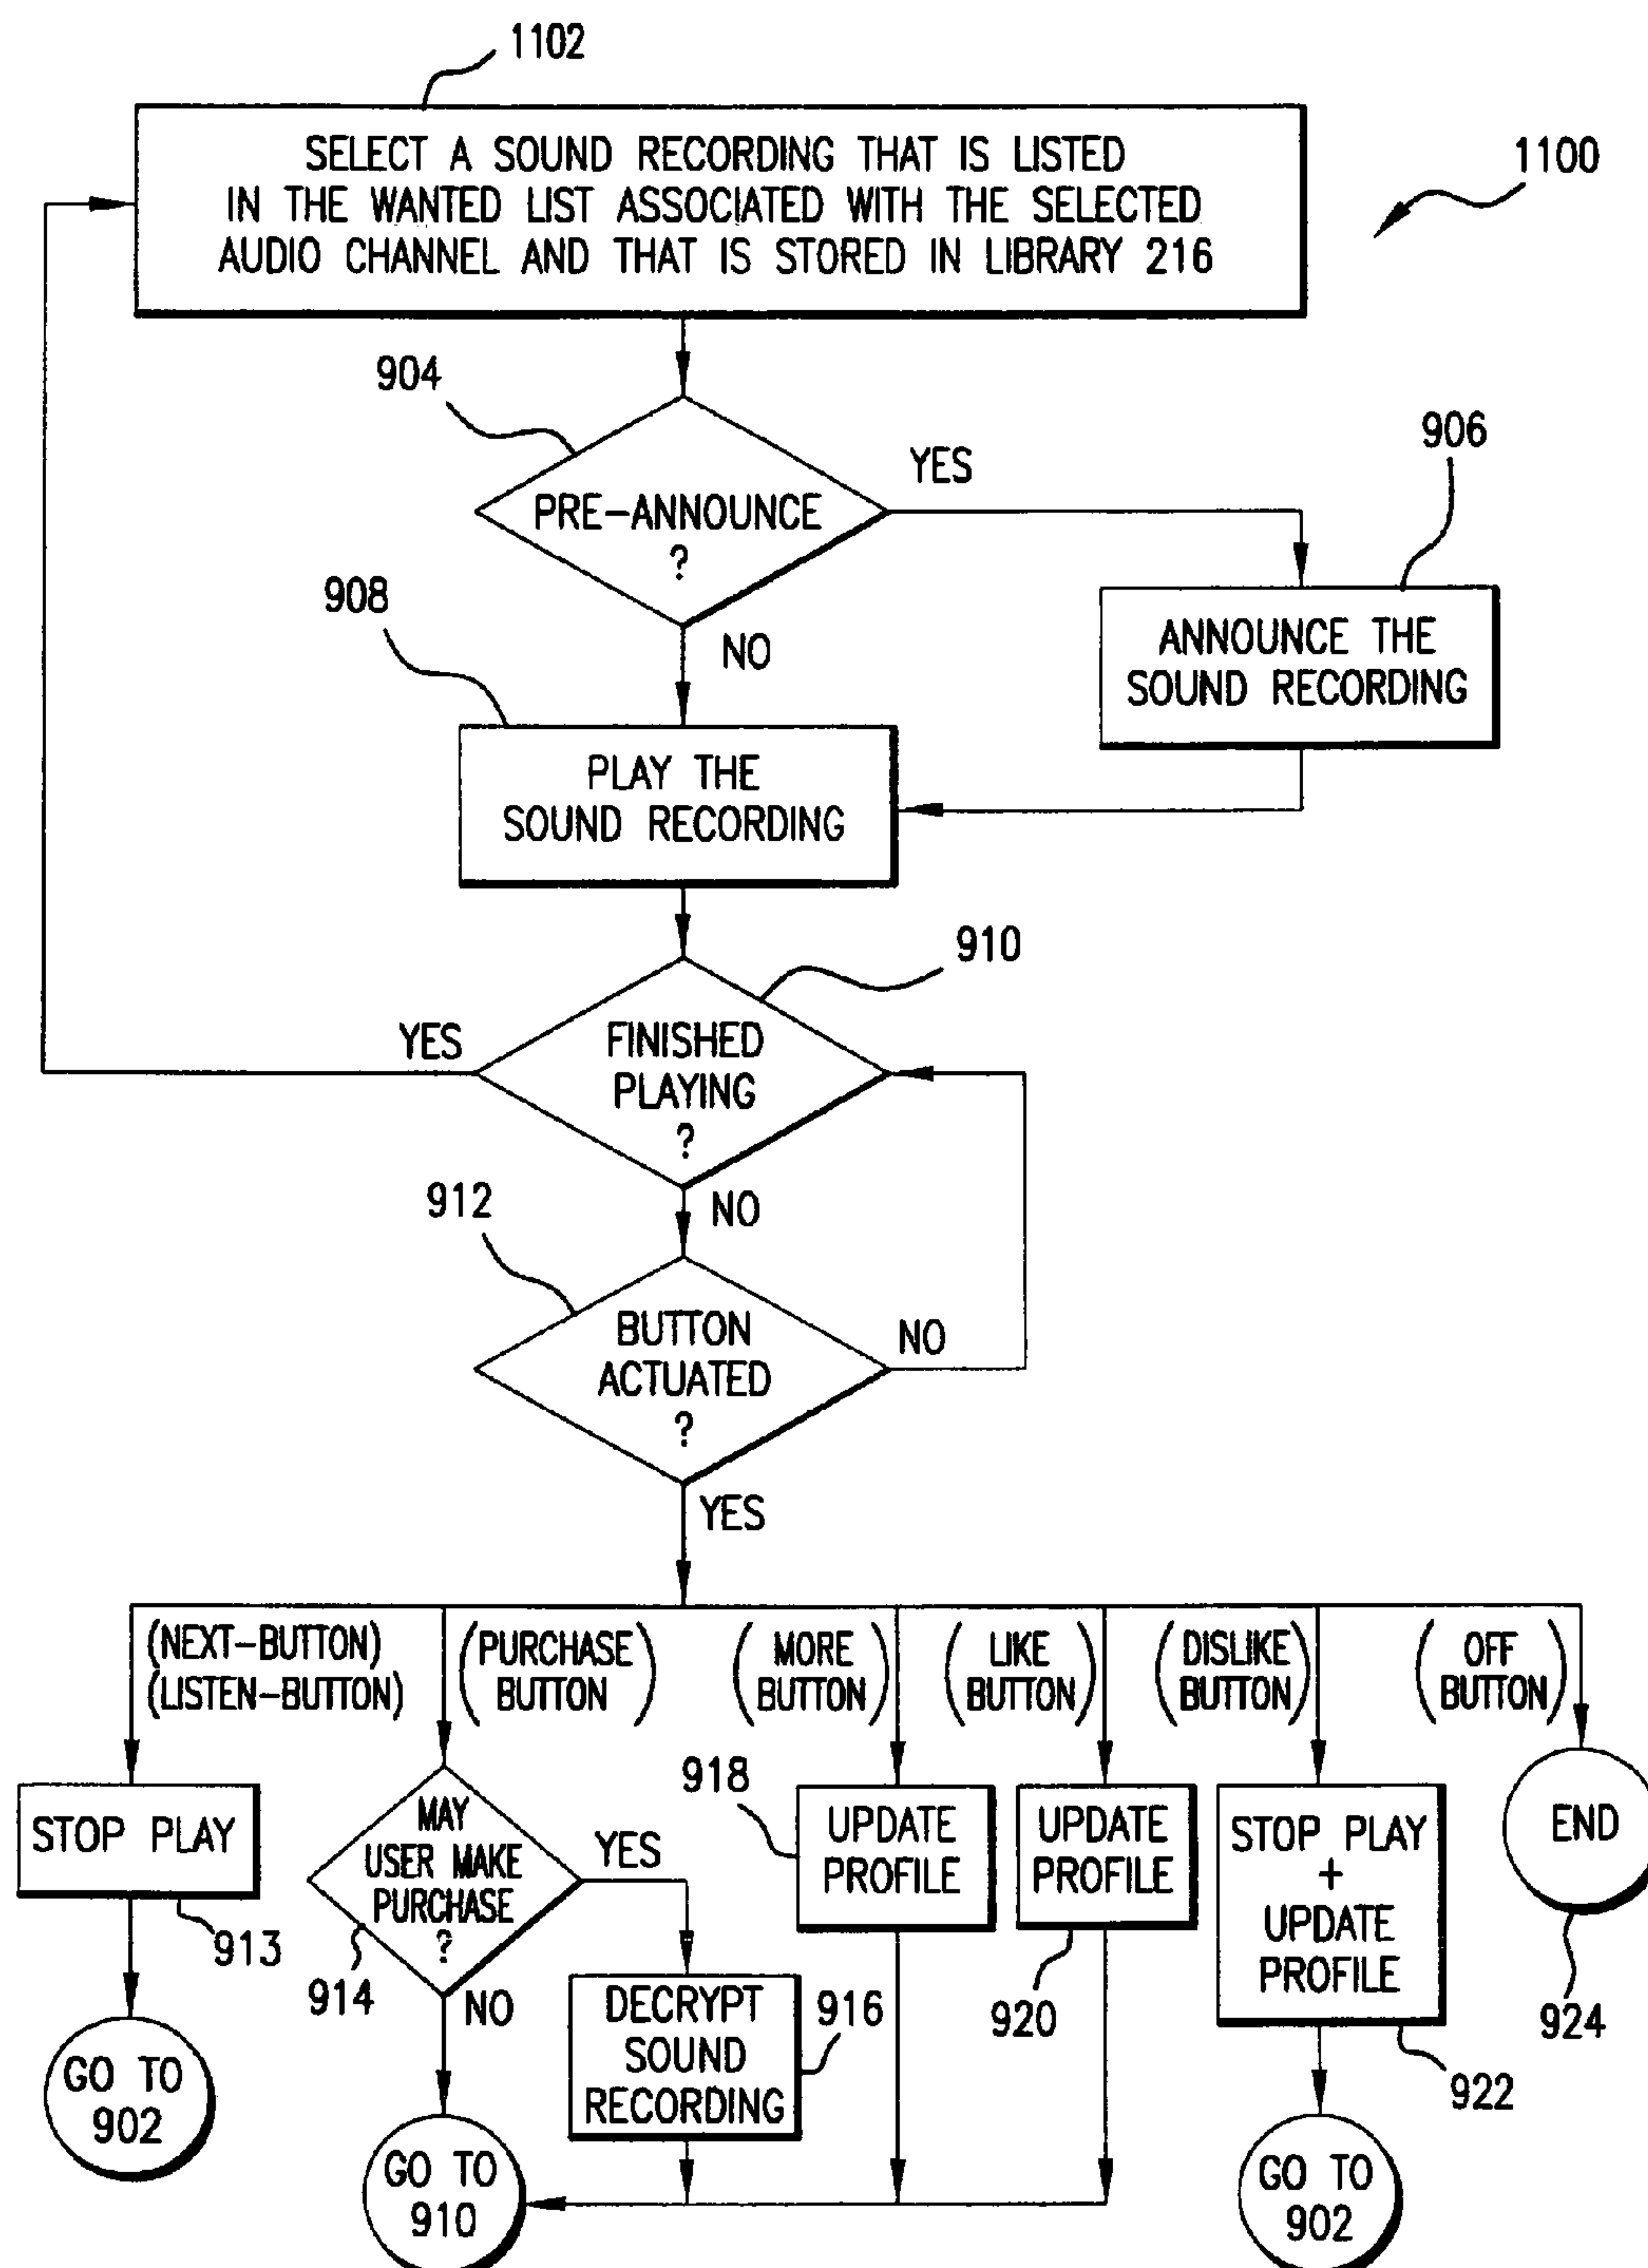 1102
SELECT A SOUND RECORDING THAT IS LISTED
IN THE WANTED LIST ASSOCIATED WITH THE SELECTED
AUDIO CHANNEL AND THAT IS STORED IN LIBRARY 216
1100
904
PRE-ANNOUNCE
?
YES
NO
906
ANNOUNCE THE
SOUND RECORDING
908
PLAY THE
SOUND RECORDING
910
FINISHED
PLAYING
?
YES
NO
912
BUTTON
ACTUATED
?
NO
YES
(NEXT-BUTTON)
(LISTEN-BUTTON)
(PURCHASE
BUTTON)
(MORE
BUTTON)
(LIKE
BUTTON)
(DISLIKE
BUTTON)
(OFF
BUTTON)
STOP PLAY
913
GO TO
902
MAY
USER MAKE
PURCHASE
?
914
YES
NO
GO TO
910
DECRYPT
SOUND
RECORDING
916
918
UPDATE
PROFILE
UPDATE
PROFILE
920
STOP PLAY
+
UPDATE
PROFILE
922
GO TO
902
END
924